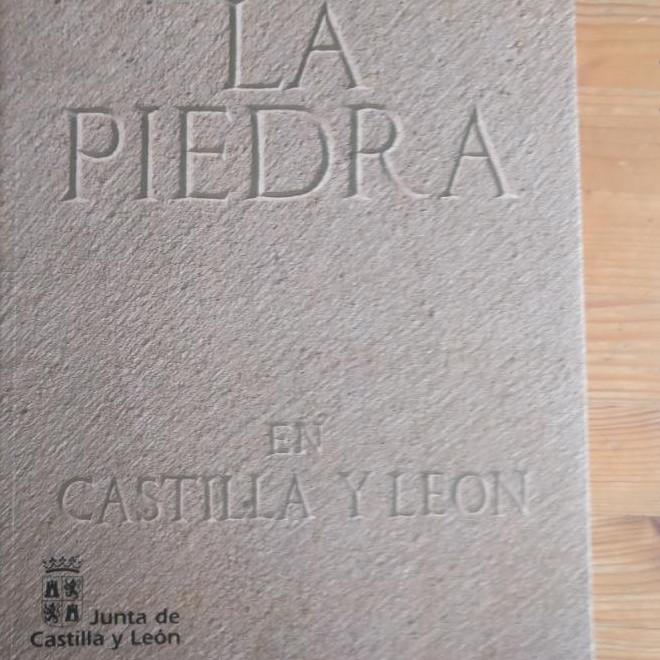 LA
PIEDRA
EN
CASTILLA Y LEON
Junta de
Castilla y León